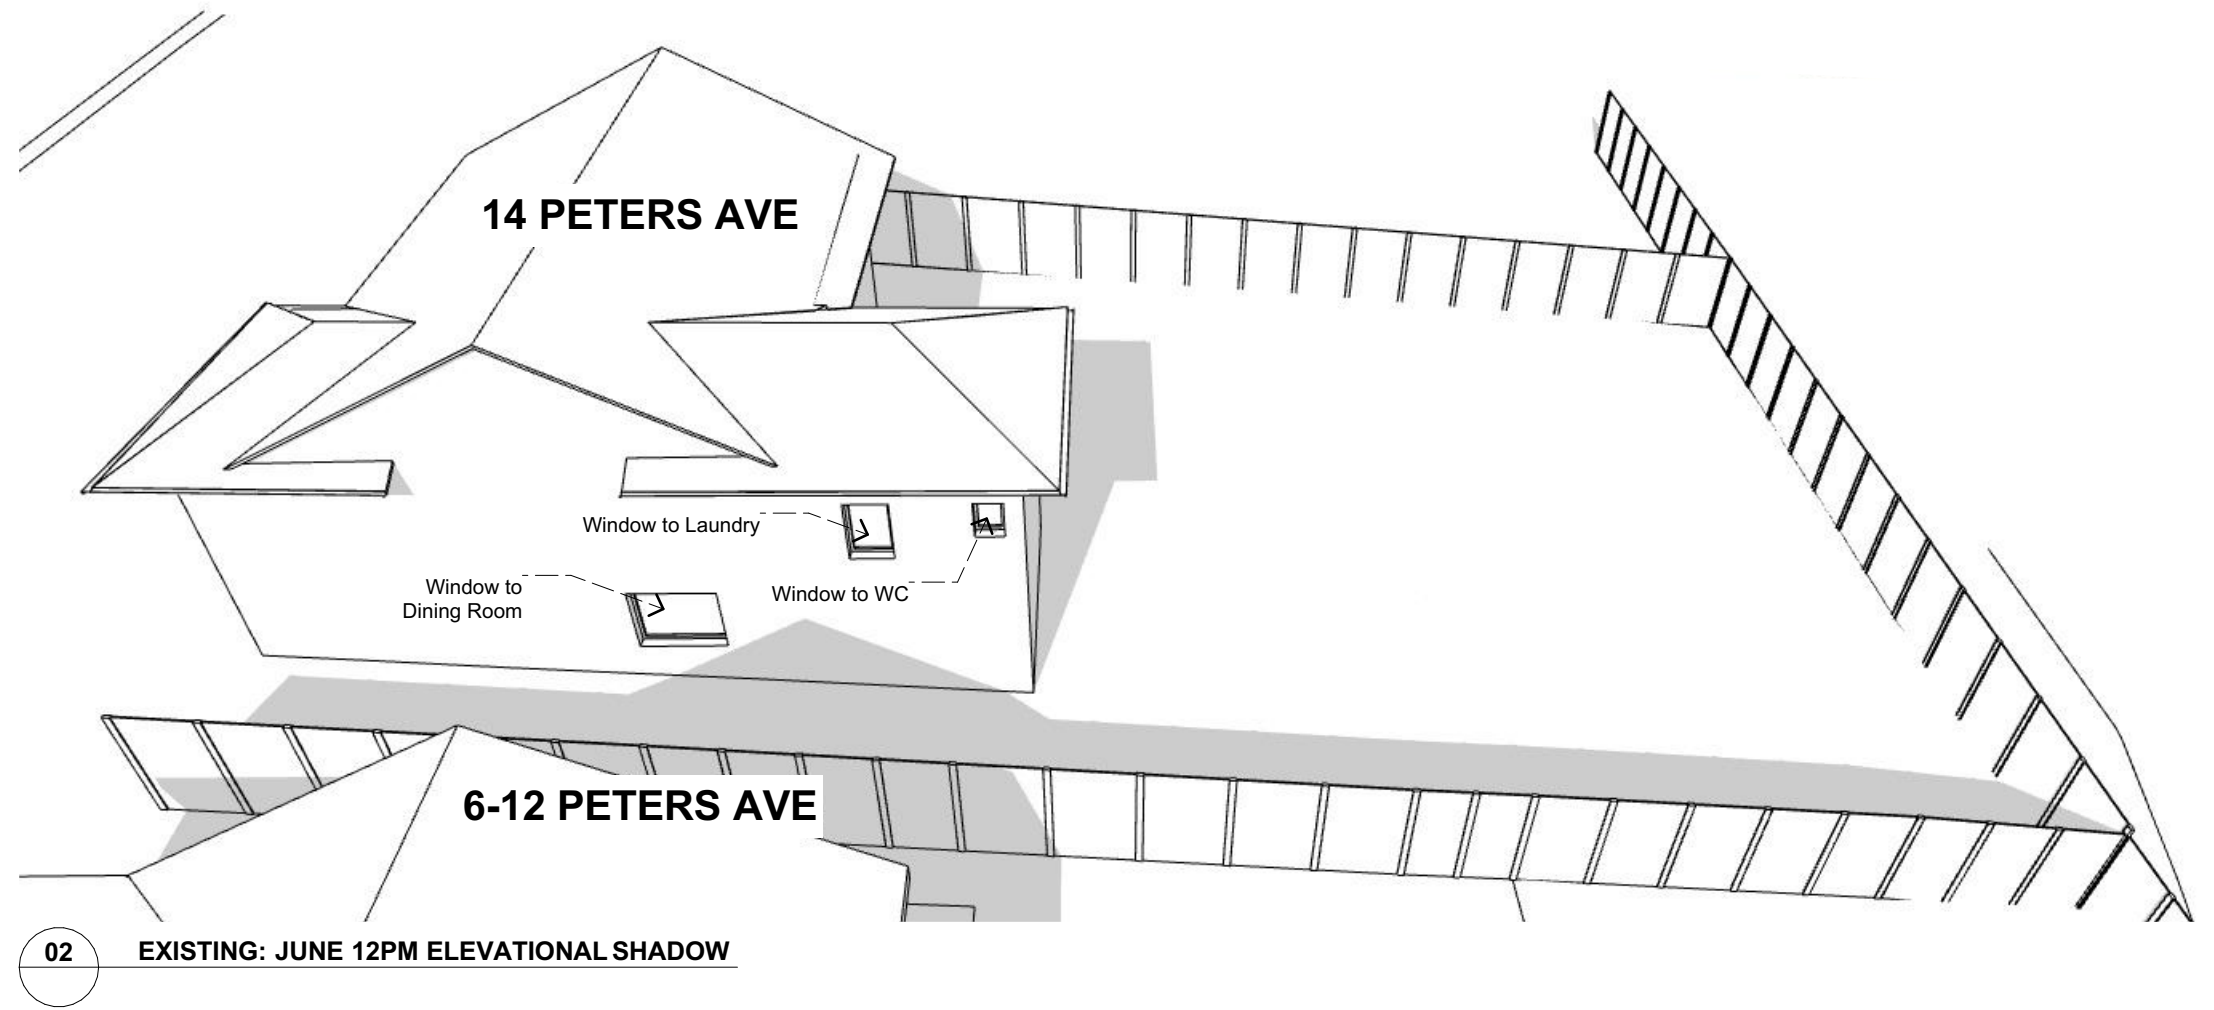 14 PETERS AVE
Window to Laundry
Window to
Dining Room
Window to WC
6-12 PETERS AVE
02
EXISTING: JUNE 12PM ELEVATIONAL SHADOW